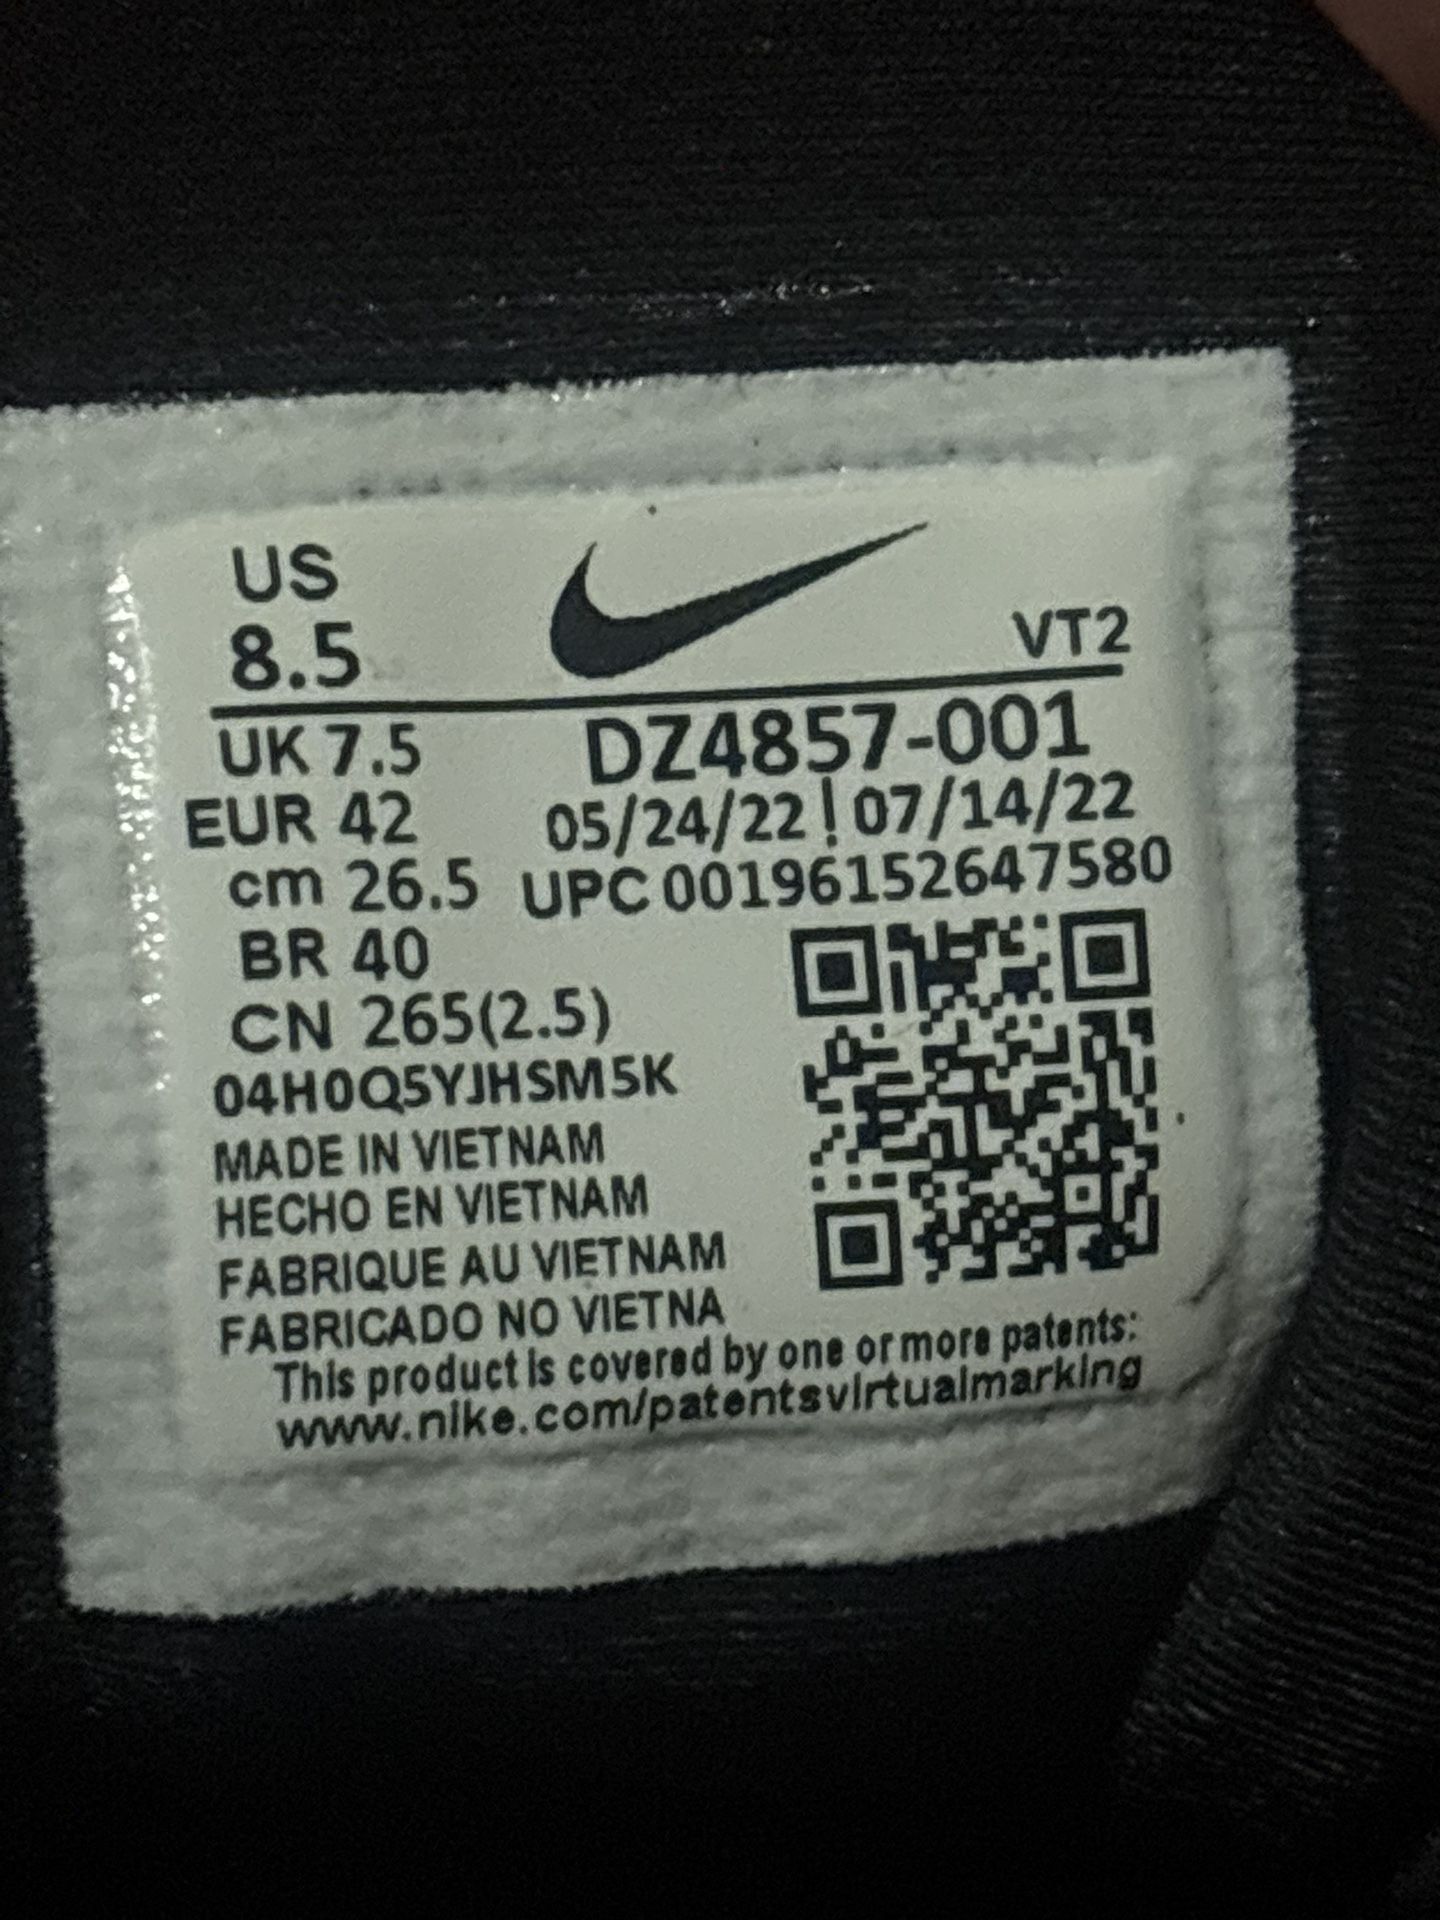 US
8.5
VT2
UK 7.5
DZ4857-001
EUR 42
05/24/22 ! 07/14/22
cm 26.5
UPC 00196152647580
BR 40
CN 265(2.5)
04H0Q5YJHSM5K
MADE IN VIETNAM
HECHO EN VIETNAM
FABRIQUE AU VIETNAM
FABRICADO NO VIETNA
This product is covered by one or more patents:
www.nike.com/patentsvirtualmarking